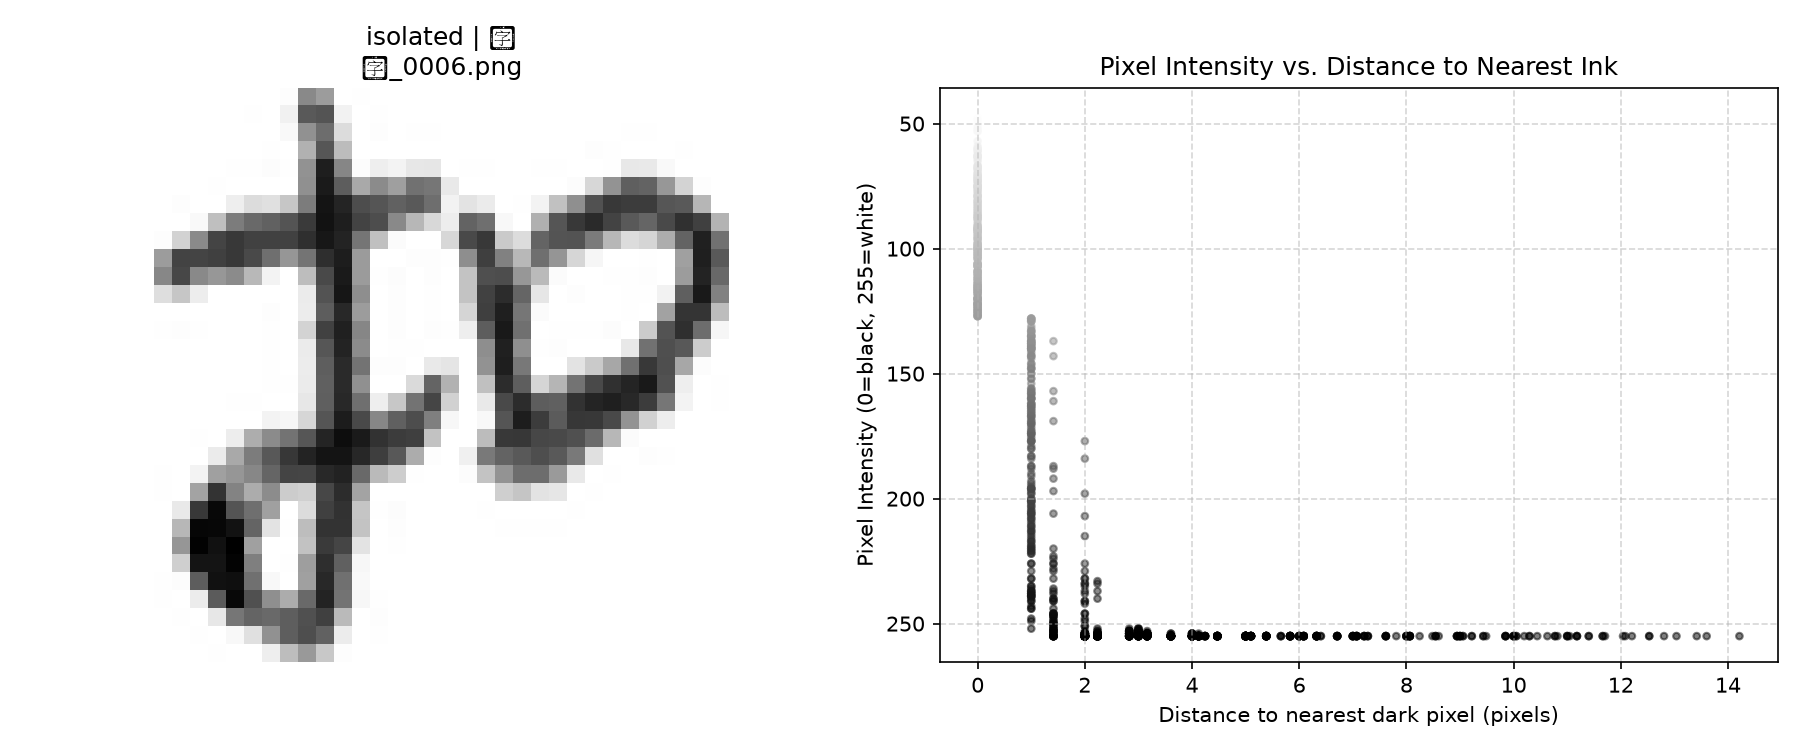 isolated |
_0006.png
扣
Pixel Intensity vs. Distance to Nearest Ink
Pixel Intensity (0=black, 255=white)
50
100
150
200
250
0 2 4 6 8 10 12 14
Distance to nearest dark pixel (pixels)